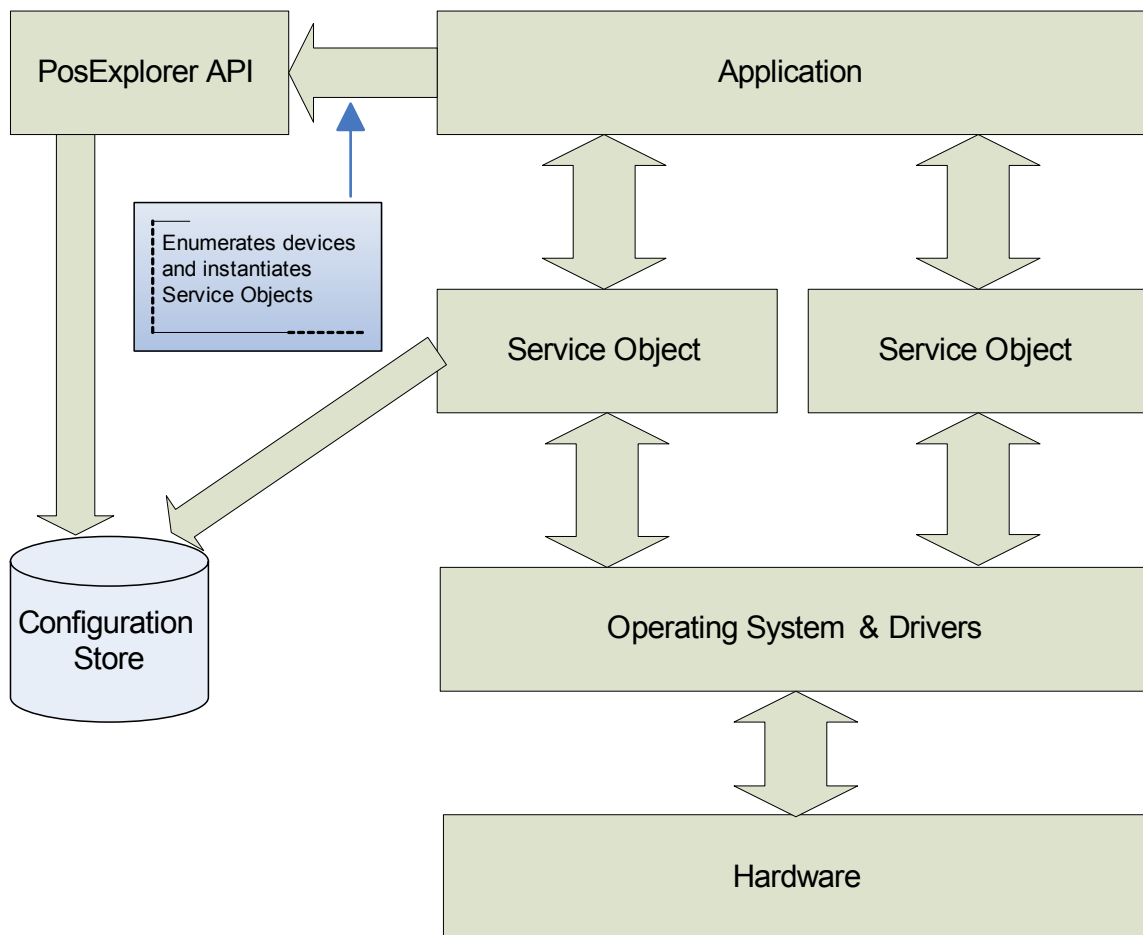 PosExplorer API
Application
Enumerates devices
and instantiates
Service Objects
Service Object
Service Object
Configuration
Store
Operating System & Drivers
Hardware